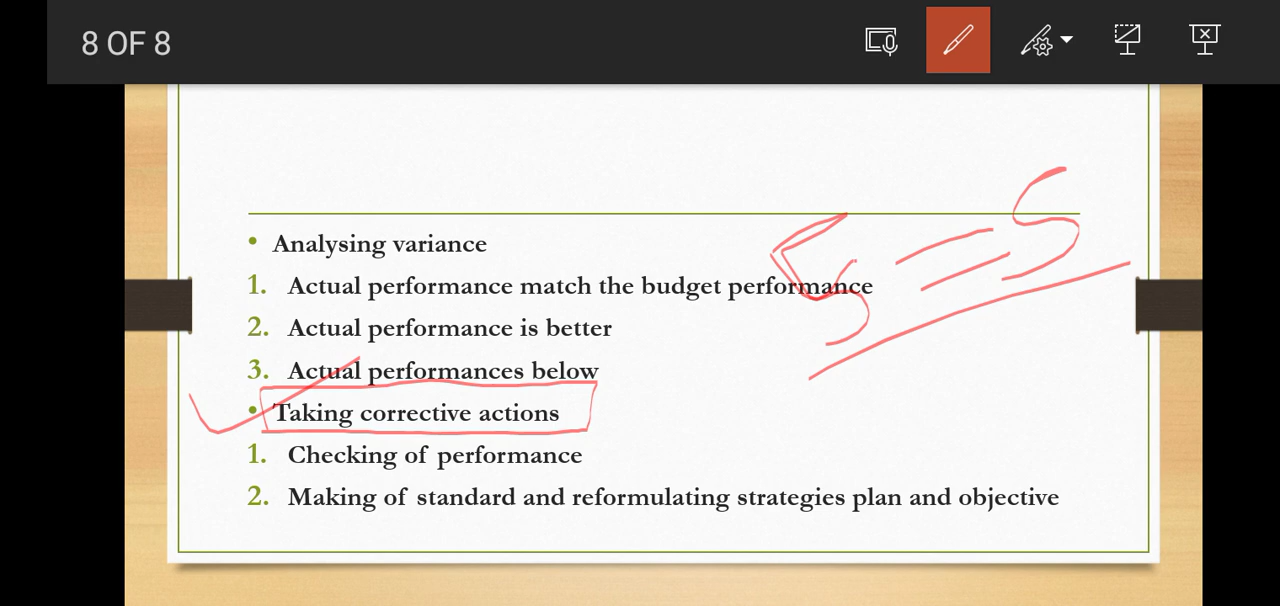 8 OF 8
• Analysing variance
1. Actual performance match the budget performance
2. Actual performance is better
3. Actual performances below
• Taking corrective actions
1. Checking of performance
2. Making of standard and reformulating strategies plan and objective
5 = 5